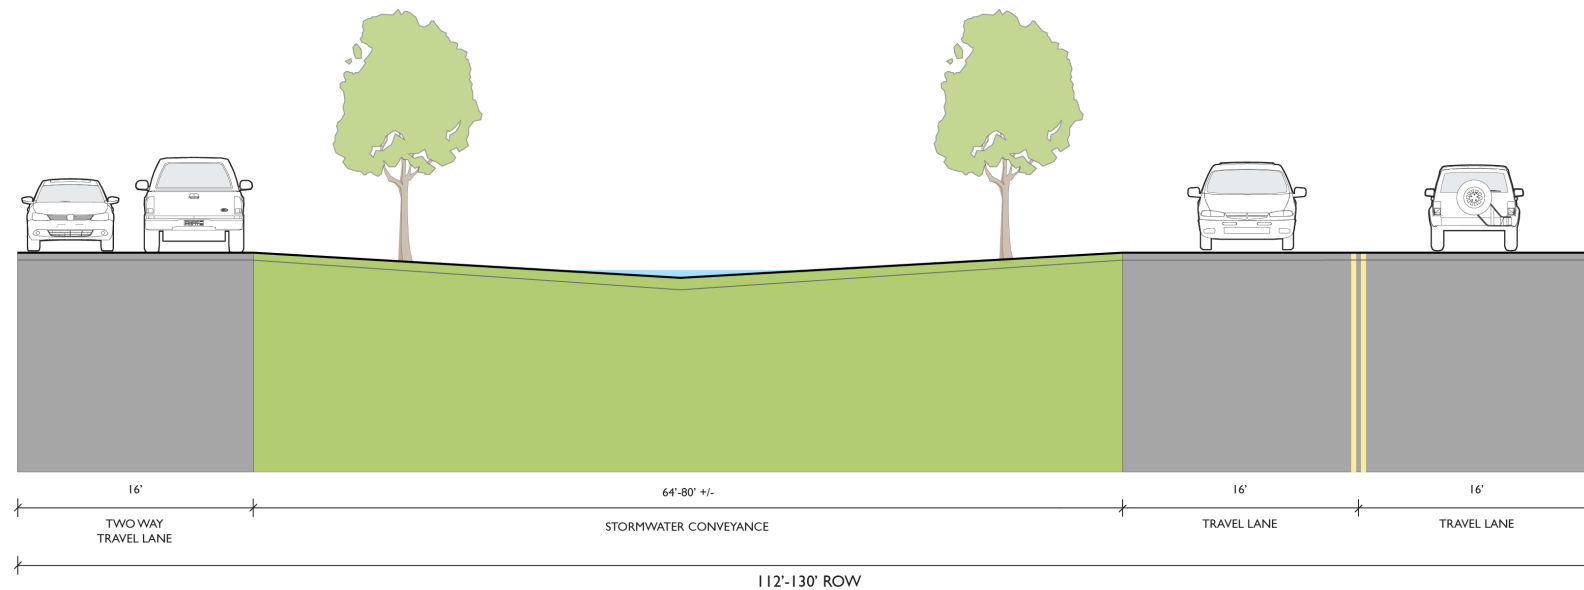 16'
64'-80' +/-
16'
16'
TWO WAY
TRAVEL LANE
STORMWATER CONVEYANCE
TRAVEL LANE
TRAVEL LANE
112'-130' ROW